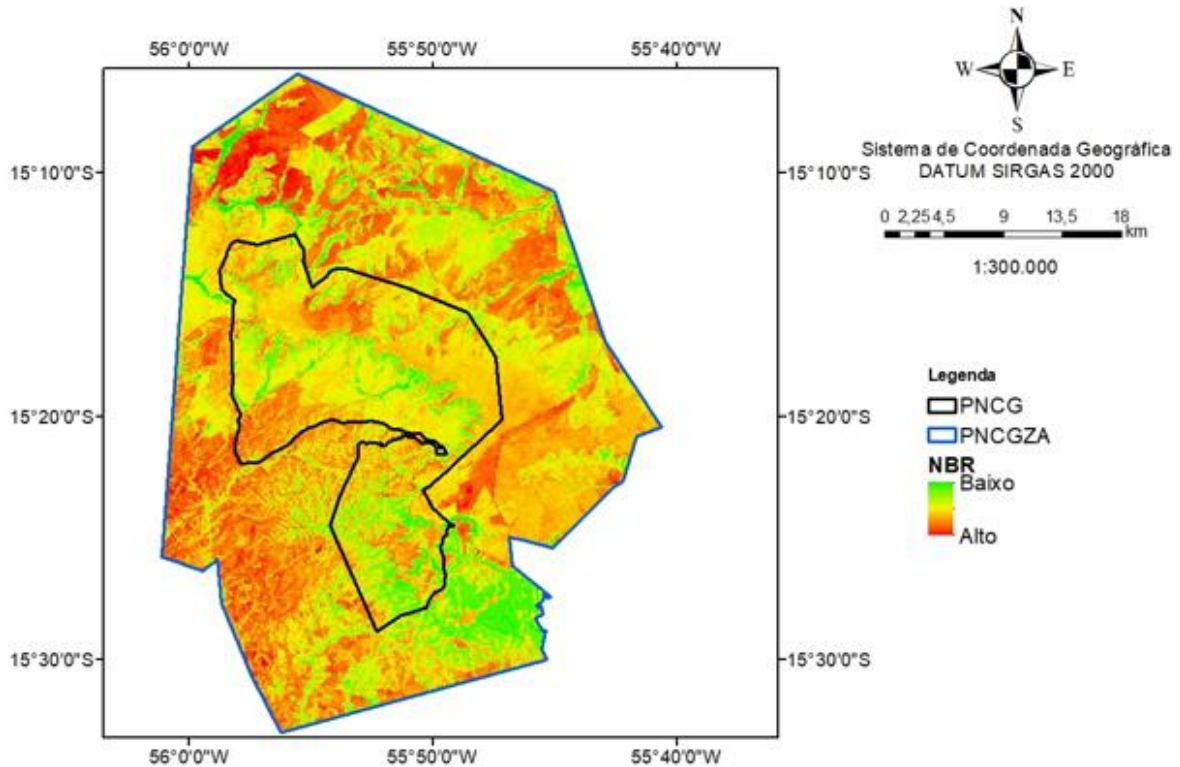 56°0'0"W 55°50'0"W 55°40'0"W
N
W E
S
Sistema de Coordenada Geográfica
DATUM SIRGAS 2000
0 2,25 4,5 9 13,5 18
km
1:300.000
15°10'0"S 15°10'0"S
15°20'0"S 15°20'0"S
15°30'0"S 15°30'0"S
Legenda
PNCG
PNCGZA
NBR
Baixo
Alto
56°0'0"W 55°50'0"W 55°40'0"W